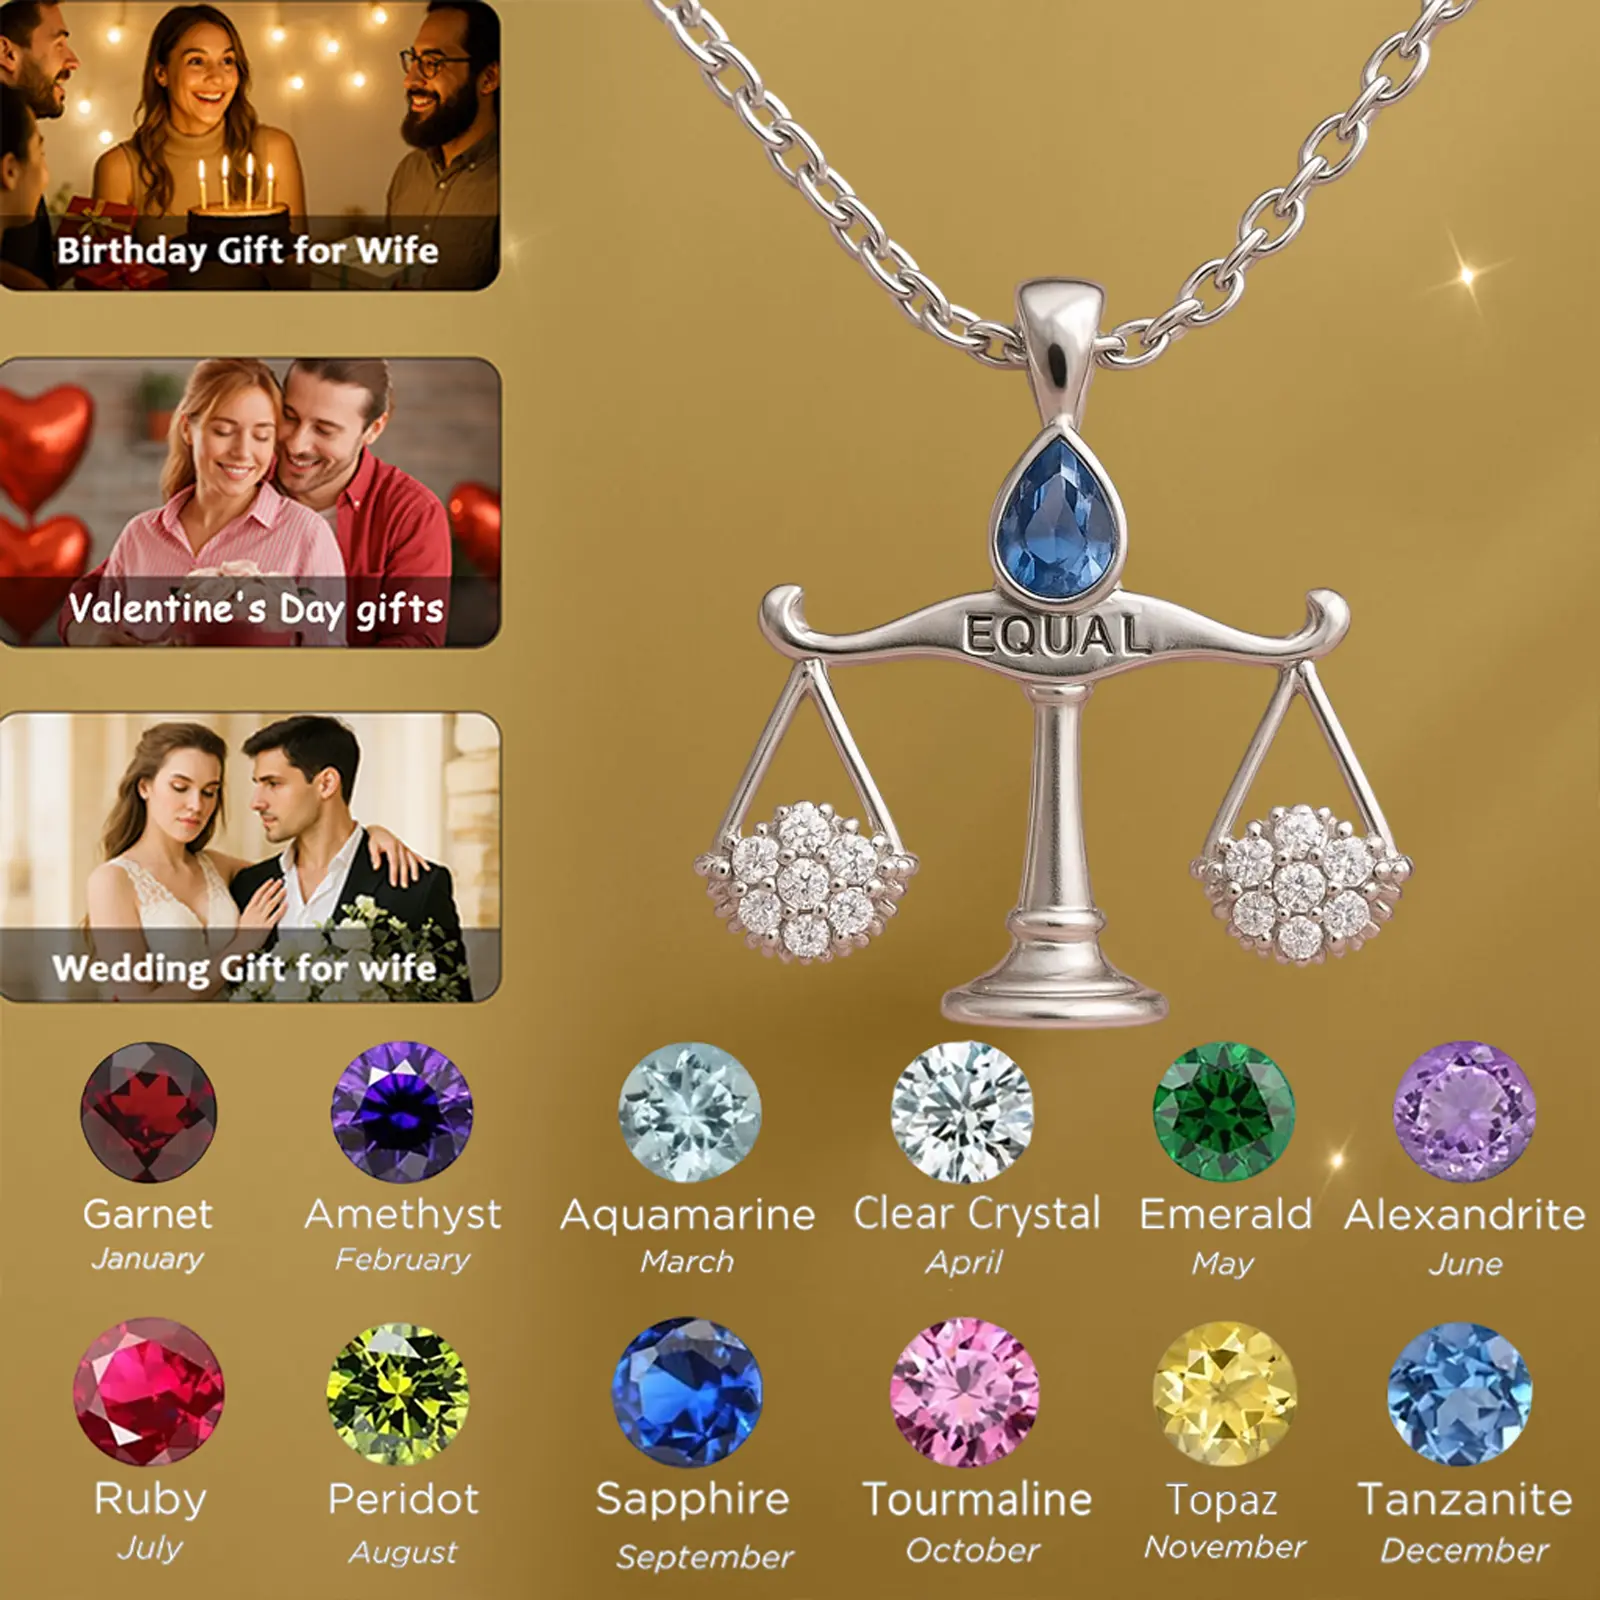 Birthday Gift for Wife
Valentine's Day gifts
Wedding Gift for wife
EQUAL
Garnet
January
Amethyst
February
Aquamarine
March
Clear Crystal
April
Emerald
May
Alexandrite
June
Ruby
July
Peridot
August
Sapphire
September
Tourmaline
October
Topaz
November
Tanzanite
December